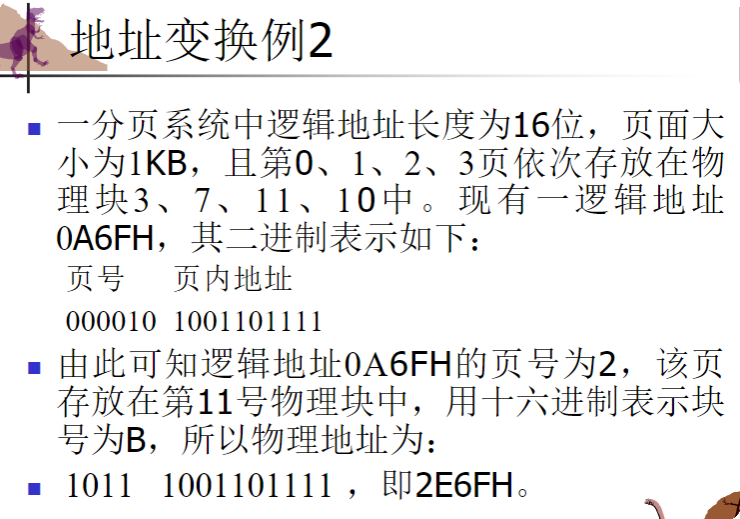 地址变换例2
一分页系统中逻辑地址长度为16位，页面大
小为1KB，且第0、1、2、3页依次存放在物
理块3、7、11、10中。现有一逻辑地址
0A6FH，其二进制表示如下：
页号 页内地址
000010 1001101111
由此可知逻辑地址0A6FH的页号为2，该页
存放在第11号物理块中，用十六进制表示块
号为B，所以物理地址为：
1011 1001101111 ，即2E6FH。